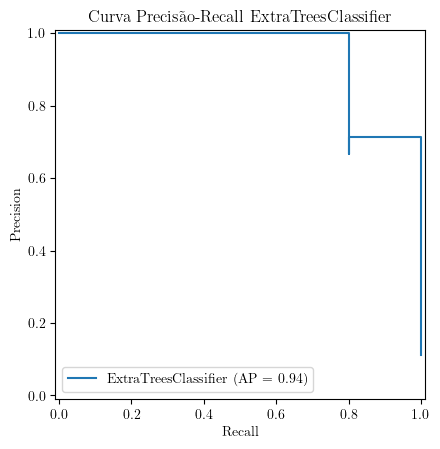 Curva Precisão-Recall ExtraTreesClassifier
1.0
0.8
0.6
0.4
0.2
0.0
Precision
ExtraTreesClassifier (AP = 0.94)
0.0 0.2 0.4 0.6 0.8 1.0
Recall